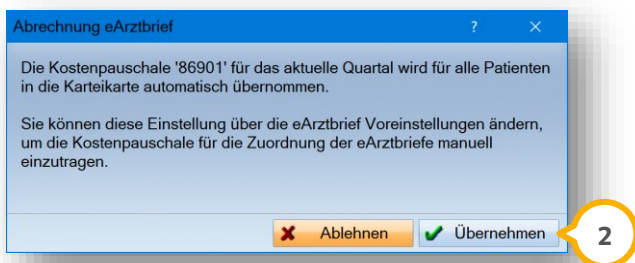 Abrechnung eArztbrief ? ×
Die Kostenpauschale '86901' für das aktuelle Quartal wird für alle Patienten
in die Karteikarte automatisch übernommen.
Sie können diese Einstellung über die eArztbrief Voreinstellungen ändern,
um die Kostenpauschale für die Zuordnung der eArztbriefe manuell
einzutragen.
Ablehnen Übernehmen 2